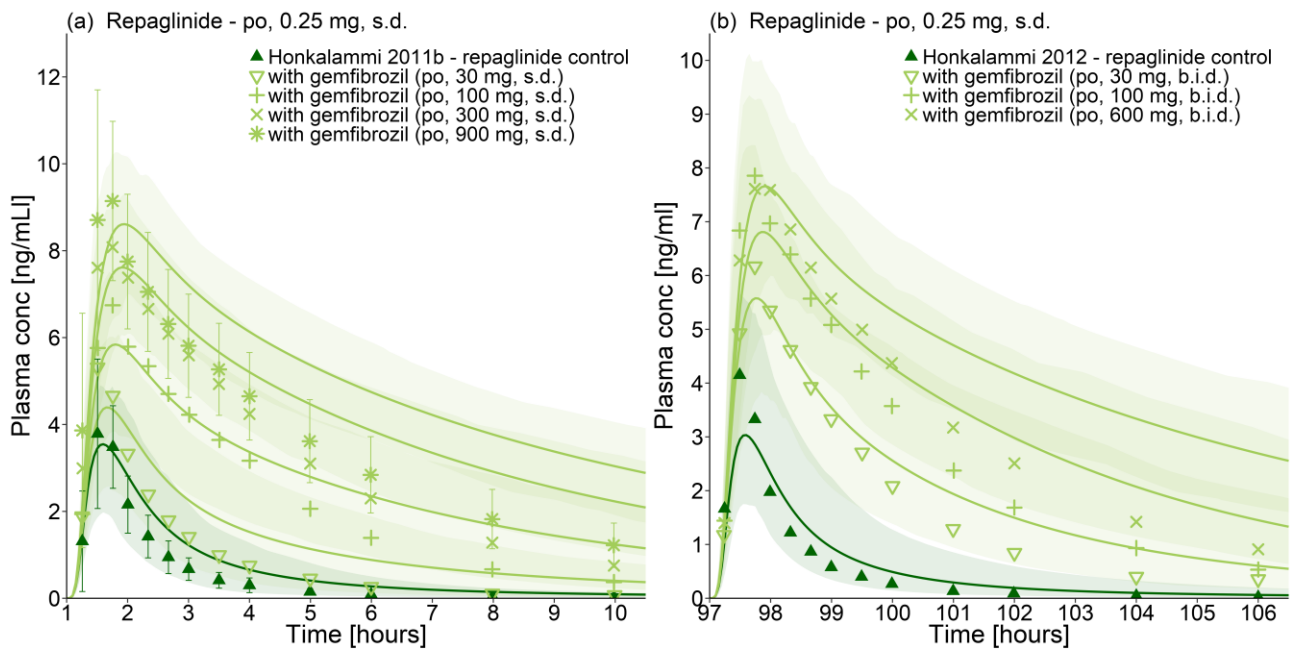 (a) Repaglinide - po, 0.25 mg, s.d.
▲ Honkalammi 2011b - repaglinide control
▽ with gemfibrozil (po, 30 mg, s.d.)
+ with gemfibrozil (po, 100 mg, s.d.)
× with gemfibrozil (po, 300 mg, s.d.)
✳ with gemfibrozil (po, 900 mg, s.d.)
Plasma conc [ng/mLl]
12
10
8
6
4
2
0
1 2 3 4 5 6 7 8 9 10
Time [hours]
(b) Repaglinide - po, 0.25 mg, s.d.
▲ Honkalammi 2012 - repaglinide control
▽ with gemfibrozil (po, 30 mg, b.i.d.)
+ with gemfibrozil (po, 100 mg, b.i.d.)
× with gemfibrozil (po, 600 mg, b.i.d.)
Plasma conc [ng/ml]
10
9
8
7
6
5
4
3
2
1
0
97 98 99 100 101 102 103 104 105 106
Time [hours]